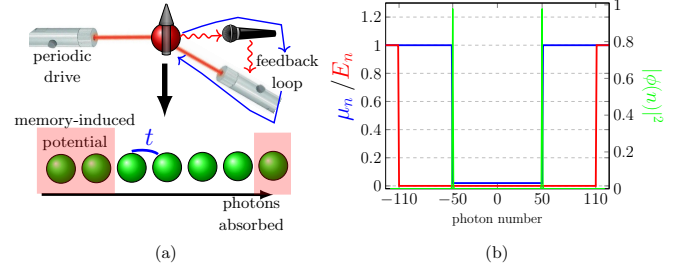 periodic
drive
feedback
loop
memory-induced
potential
t
photons
absorbed
(a)
μₙ / Eₙ
1.2
1
0.8
0.6
0.4
0.2
0
−110
−50
0
50
110
photon number
1
0.8
0.6
0.4
0.2
0
|ϕ(n)|²
(b)